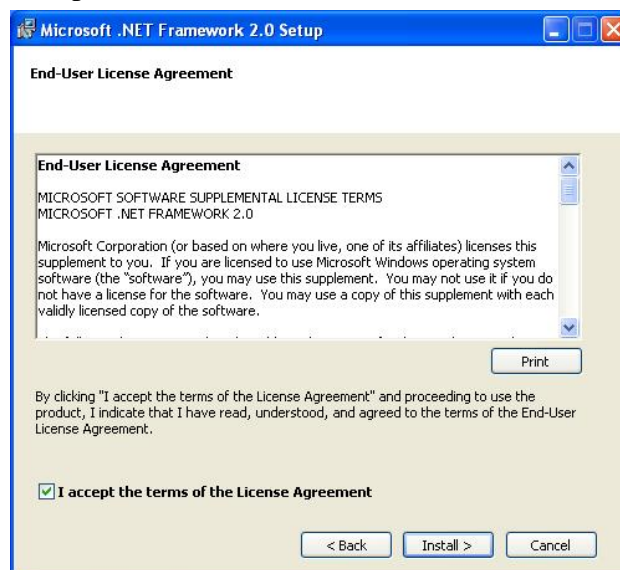 Microsoft .NET Framework 2.0 Setup
End-User License Agreement
End-User License Agreement
MICROSOFT SOFTWARE SUPPLEMENTAL LICENSE TERMS
MICROSOFT .NET FRAMEWORK 2.0
Microsoft Corporation (or based on where you live, one of its affiliates) licenses this
supplement to you. If you are licensed to use Microsoft Windows operating system
software (the "software"), you may use this supplement. You may not use it if you do
not have a license for the software. You may use a copy of this supplement with each
validly licensed copy of the software.
Print
By clicking "I accept the terms of the License Agreement" and proceeding to use the
product, I indicate that I have read, understood, and agreed to the terms of the End-User
License Agreement.
I accept the terms of the License Agreement
< Back Install > Cancel